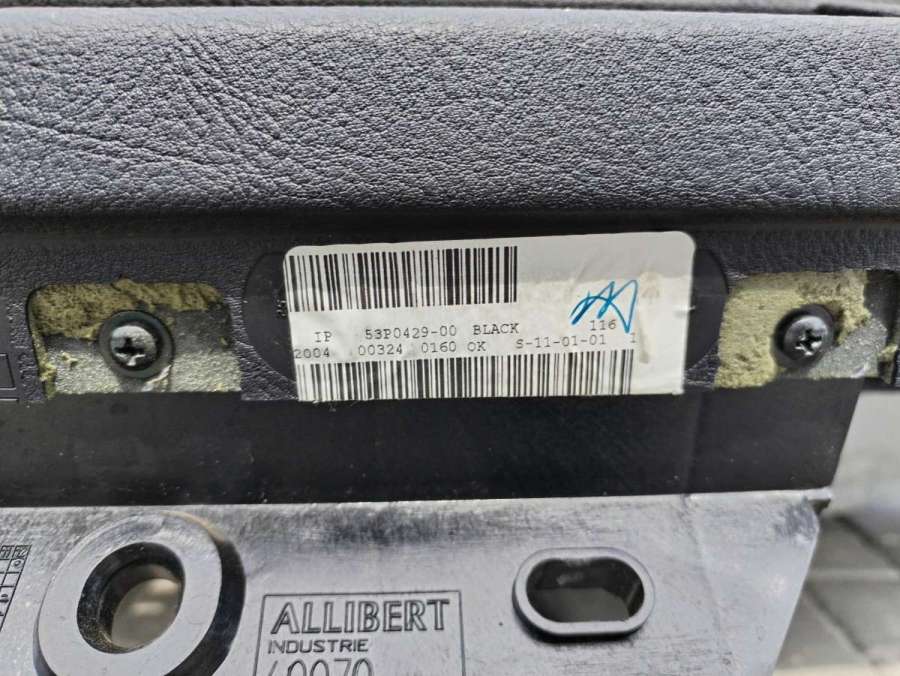 116
IP 53P0429-00 BLACK
2004 00324 0160 OK S-11-01-01 1
ALLIBERT
INDUSTRIE